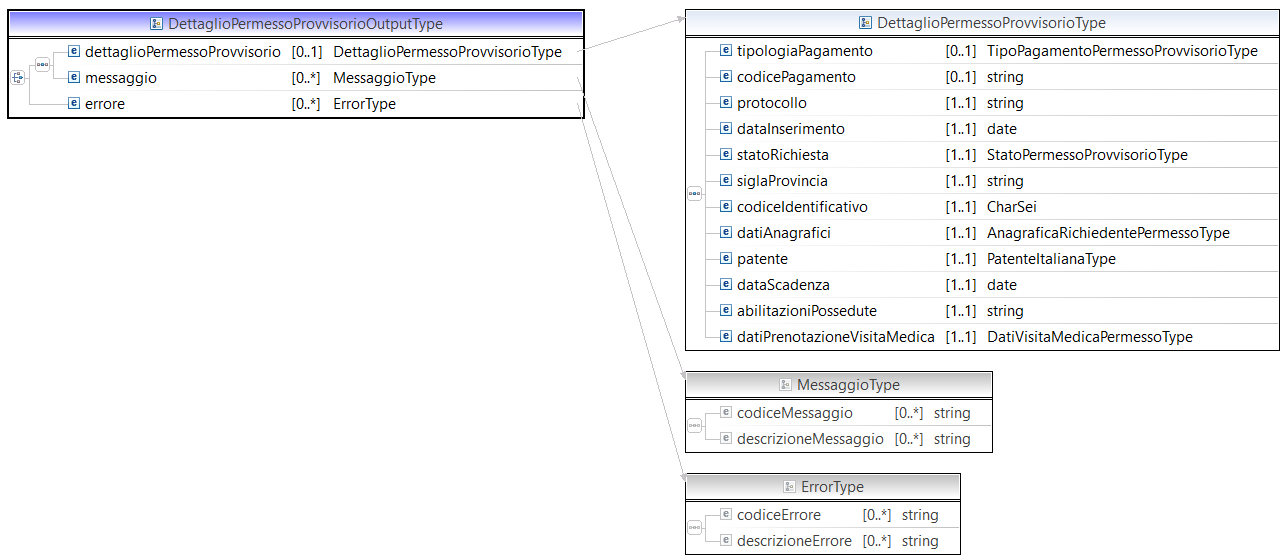 DettaglioPermessoProvvisorioOutputType
e dettaglioPermessoProvvisorio [0..1] DettaglioPermessoProvvisorioType
e messaggio [0..*] MessaggioType
e errore [0..*] ErrorType
DettaglioPermessoProvvisorioType
e tipologiaPagamento [0..1] TipoPagamentoPermessoProvvisorioType
e codicePagamento [0..1] string
e protocollo [1..1] string
e dataInserimento [1..1] date
e statoRichiesta [1..1] StatoPermessoProvvisorioType
e siglaProvincia [1..1] string
e codiceIdentificativo [1..1] CharSei
e datiAnagrafici [1..1] AnagraficaRichiedentePermessoType
e patente [1..1] PatenteItalianaType
e dataScadenza [1..1] date
e abilitazioniPossedute [1..1] string
e datiPrenotazioneVisitaMedica [1..1] DatiVisitaMedicaPermessoType
MessaggioType
e codiceMessaggio [0..*] string
e descrizioneMessaggio [0..*] string
ErrorType
e codiceErrore [0..*] string
e descrizioneErrore [0..*] string